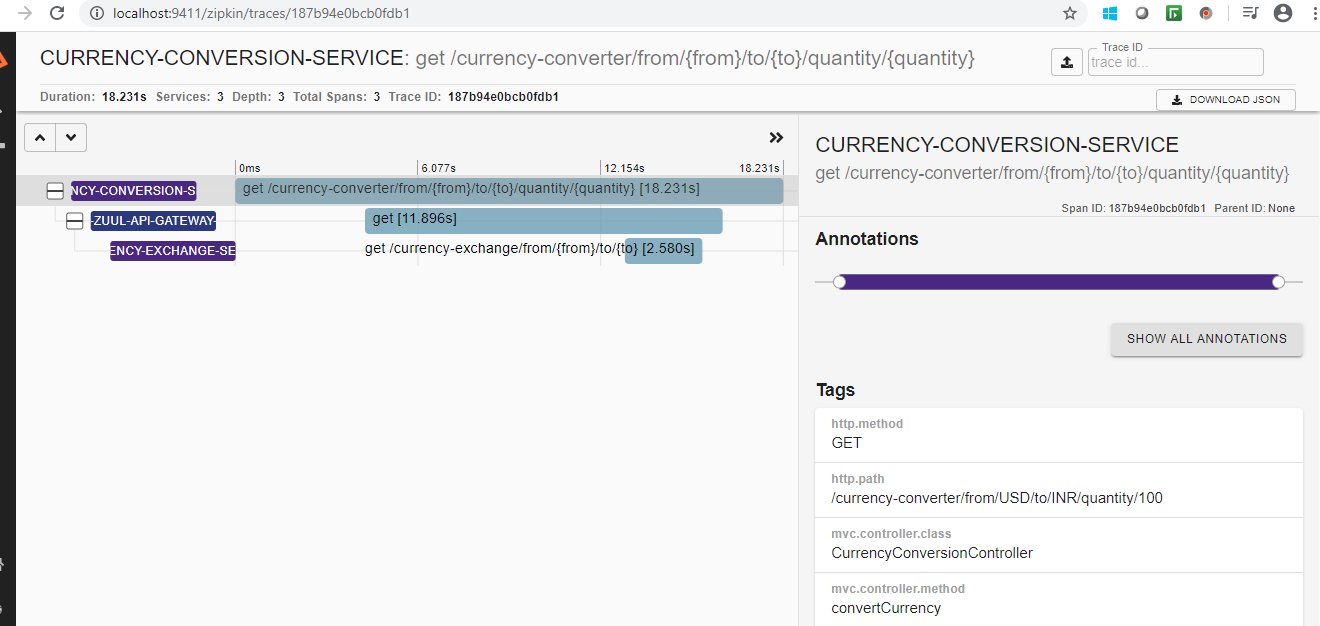 localhost:9411/zipkin/traces/187b94e0bcb0fdb1
CURRENCY-CONVERSION-SERVICE: get /currency-converter/from/{from}/to/{to}/quantity/{quantity}
Trace ID
trace id...
Duration: 18.231s Services: 3 Depth: 3 Total Spans: 3 Trace ID: 187b94e0bcb0fdb1
DOWNLOAD JSON
0ms 6.077s 12.154s 18.231s
NCY-CONVERSION-S get /currency-converter/from/{from}/to/{to}/quantity/{quantity} [18.231s]
-ZUUL-API-GATEWAY- get [11.896s]
ENCY-EXCHANGE-SE get /currency-exchange/from/{from}/to/{to} [2.580s]
CURRENCY-CONVERSION-SERVICE
get /currency-converter/from/{from}/to/{to}/quantity/{quantity}
Span ID: 187b94e0bcb0fdb1 Parent ID: None
Annotations
SHOW ALL ANNOTATIONS
Tags
http.method
GET
http.path
/currency-converter/from/USD/to/INR/quantity/100
mvc.controller.class
CurrencyConversionController
mvc.controller.method
convertCurrency